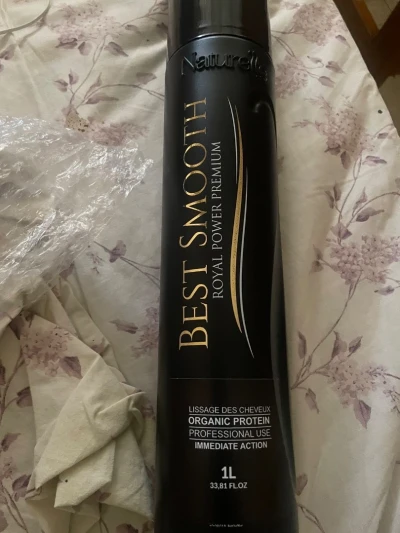 BEST SMOOTH
ROYAL POWER PREMIUM
LISSAGE DES CHEVEUX
ORGANIC PROTEIN
PROFESSIONAL USE
IMMEDIATE ACTION
1L
33,81 FL.OZ